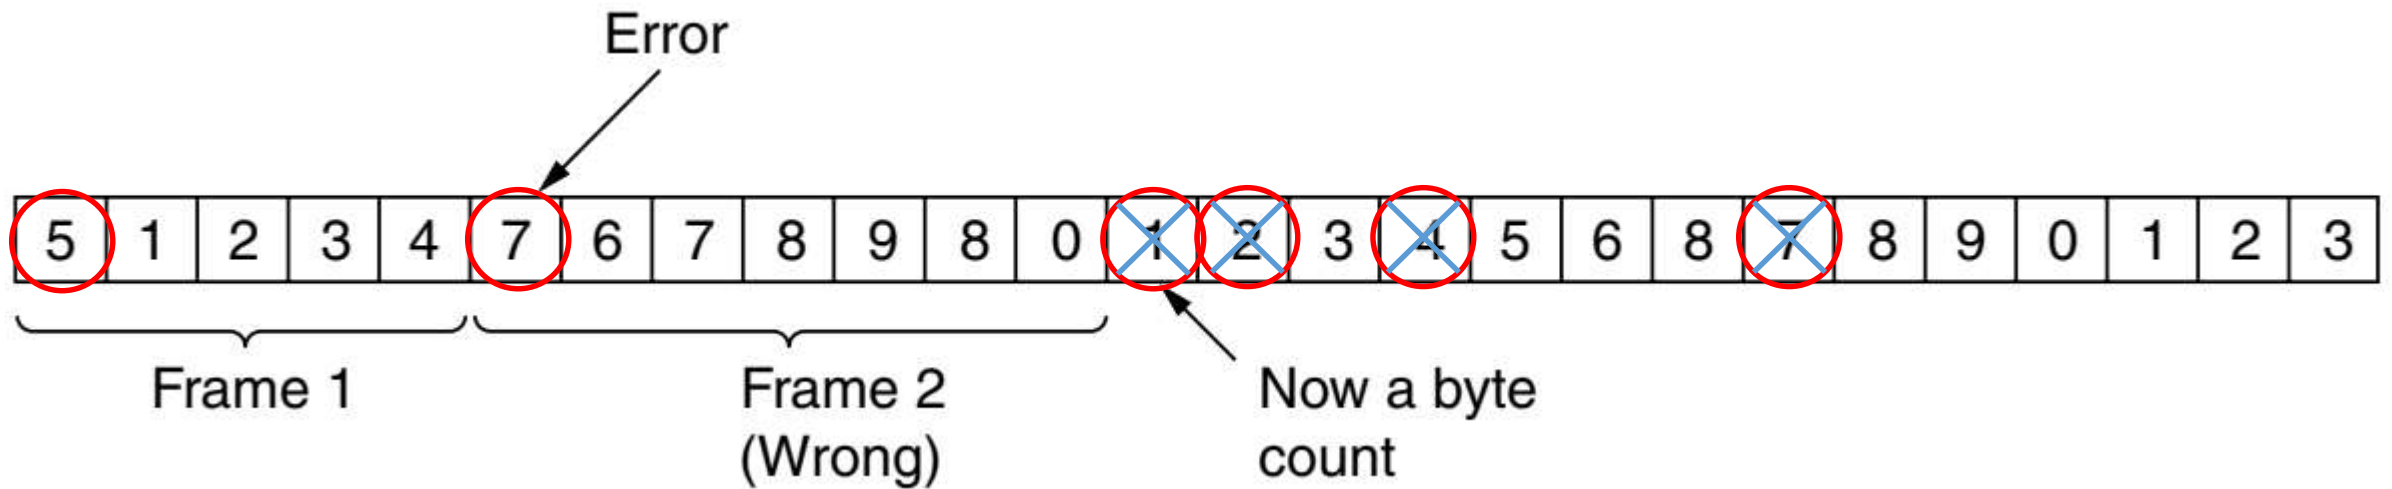 Error
5 1 2 3 4 7 6 7 8 9 8 0 1 2 3 4 5 6 8 7 8 9 0 1 2 3
Frame 1
Frame 2
(Wrong)
Now a byte
count